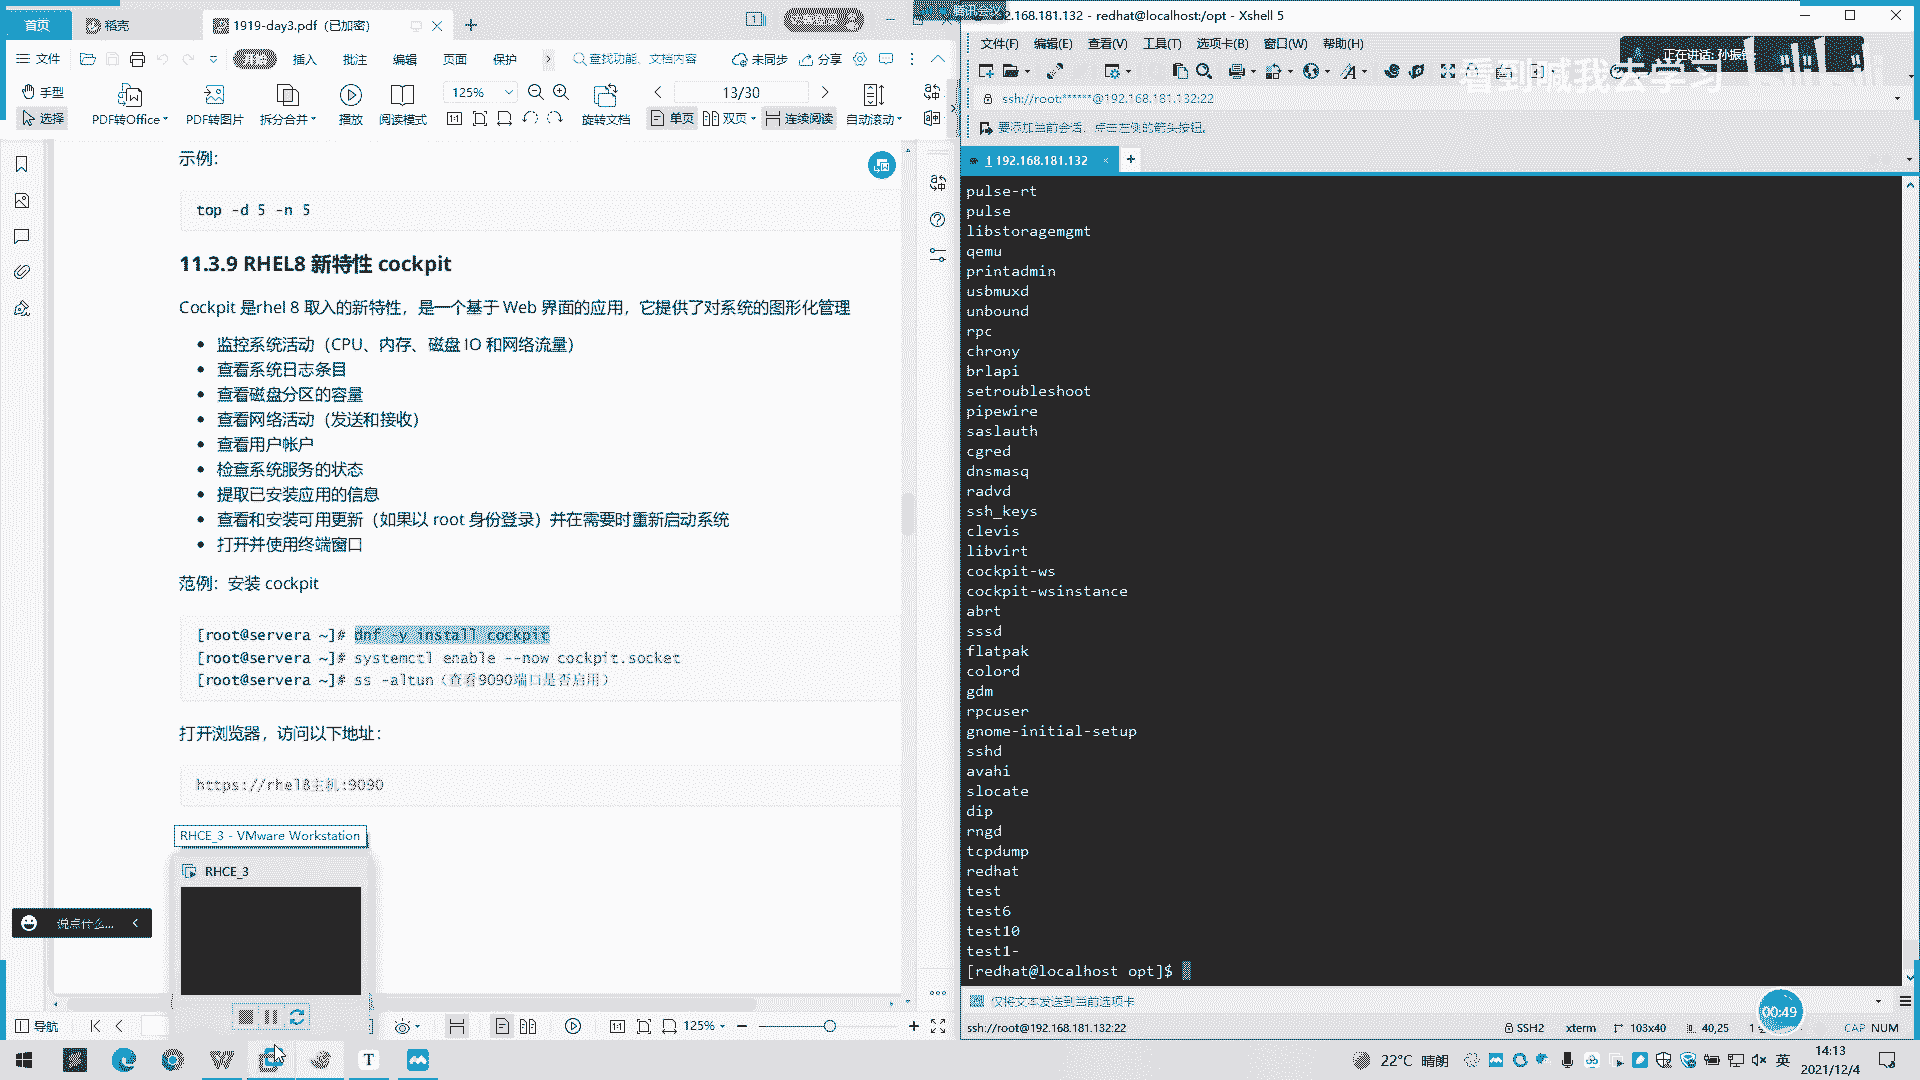 首页
稻壳
1919-day3.pdf（已加密）
文件
开始
插入
批注
编辑
页面
保护
查找功能、文档内容
未同步
分享
手型
选择
PDF转Office
PDF转图片
拆分合并
播放
阅读模式
125%
旋转文档
13/30
单页
双页
连续阅读
自动滚动
示例：
top -d 5 -n 5
11.3.9 RHEL8 新特性 cockpit
Cockpit 是rhel 8 取入的新特性，是一个基于 Web 界面的应用，它提供了对系统的图形化管理
监控系统活动（CPU、内存、磁盘 IO 和网络流量）
查看系统日志条目
查看磁盘分区的容量
查看网络活动（发送和接收）
查看用户帐户
检查系统服务的状态
提取已安装应用的信息
查看和安装可用更新（如果以 root 身份登录）并在需要时重新启动系统
打开并使用终端窗口
范例：安装 cockpit
[root@servera ~]# dnf -y install cockpit
[root@servera ~]# systemctl enable --now cockpit.socket
[root@servera ~]# ss -altun（查看9090端口是否启用）
打开浏览器，访问以下地址：
https://rhel8主机:9090
RHCE_3 - VMware Workstation
RHCE_3
说点什么...
导航
125%
192.168.181.132 - redhat@localhost:/opt - Xshell 5
文件(F) 编辑(E) 查看(V) 工具(T) 选项卡(B) 窗口(W) 帮助(H)
看到喊我去学习
ssh://root:******@192.168.181.132:22
要添加当前会话，点击左侧的箭头按钮。
1 192.168.181.132
pulse-rt
pulse
libstoragemgmt
qemu
printadmin
usbmuxd
unbound
rpc
chrony
brlapi
setroubleshoot
pipewire
saslauth
cgred
dnsmasq
radvd
ssh_keys
clevis
libvirt
cockpit-ws
cockpit-wsinstance
abrt
sssd
flatpak
colord
gdm
rpcuser
gnome-initial-setup
sshd
avahi
slocate
dip
rngd
tcpdump
redhat
test
test6
test10
test1-
[redhat@localhost opt]$
仅将文本发送到当前选项卡
00:49
ssh://root@192.168.181.132:22
SSH2
xterm
103x40
40,25
CAP NUM
22°C 晴朗
英
14:13
2021/12/4